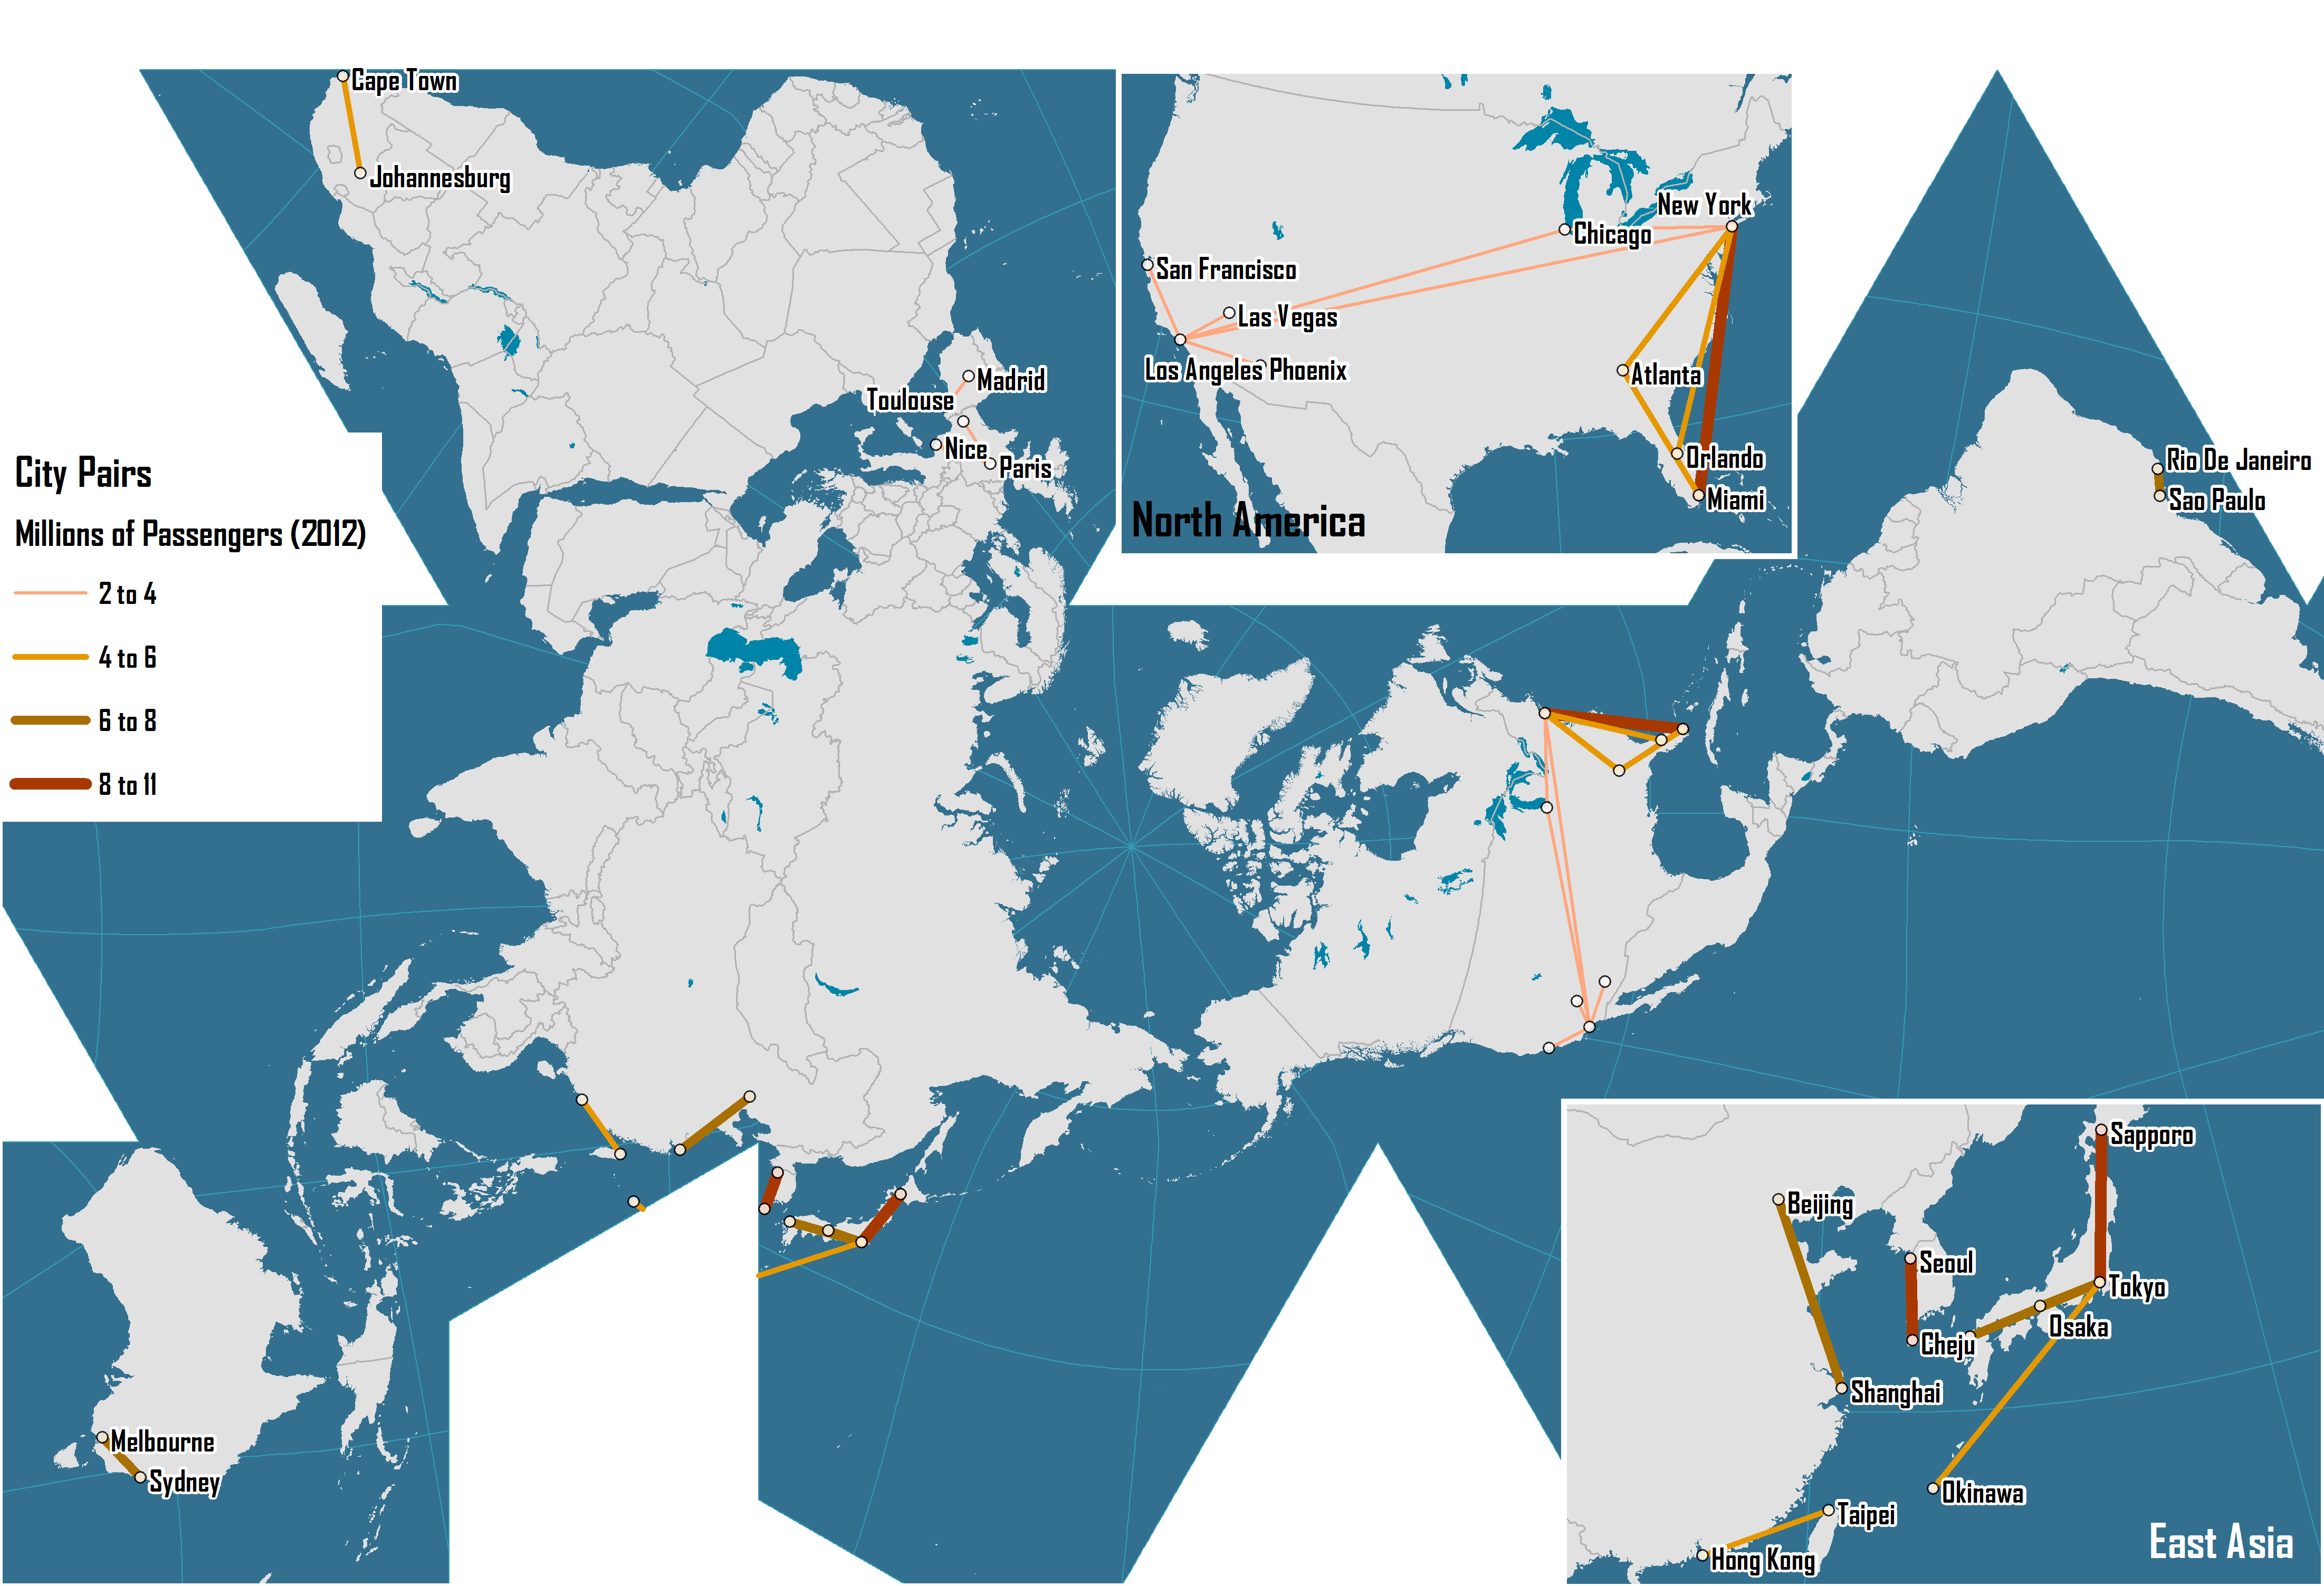 Cape Town
Johannesburg
Madrid
Toulouse
Nice
Paris
City Pairs
Millions of Passengers (2012)
2 to 4
4 to 6
6 to 8
8 to 11
New York
Chicago
San Francisco
Las Vegas
Los Angeles
Phoenix
Atlanta
Orlando
Miami
North America
Rio De Janeiro
Sao Paulo
Melbourne
Sydney
Sapporo
Beijing
Seoul
Tokyo
Osaka
Cheju
Shanghai
Okinawa
Taipei
Hong Kong
East Asia